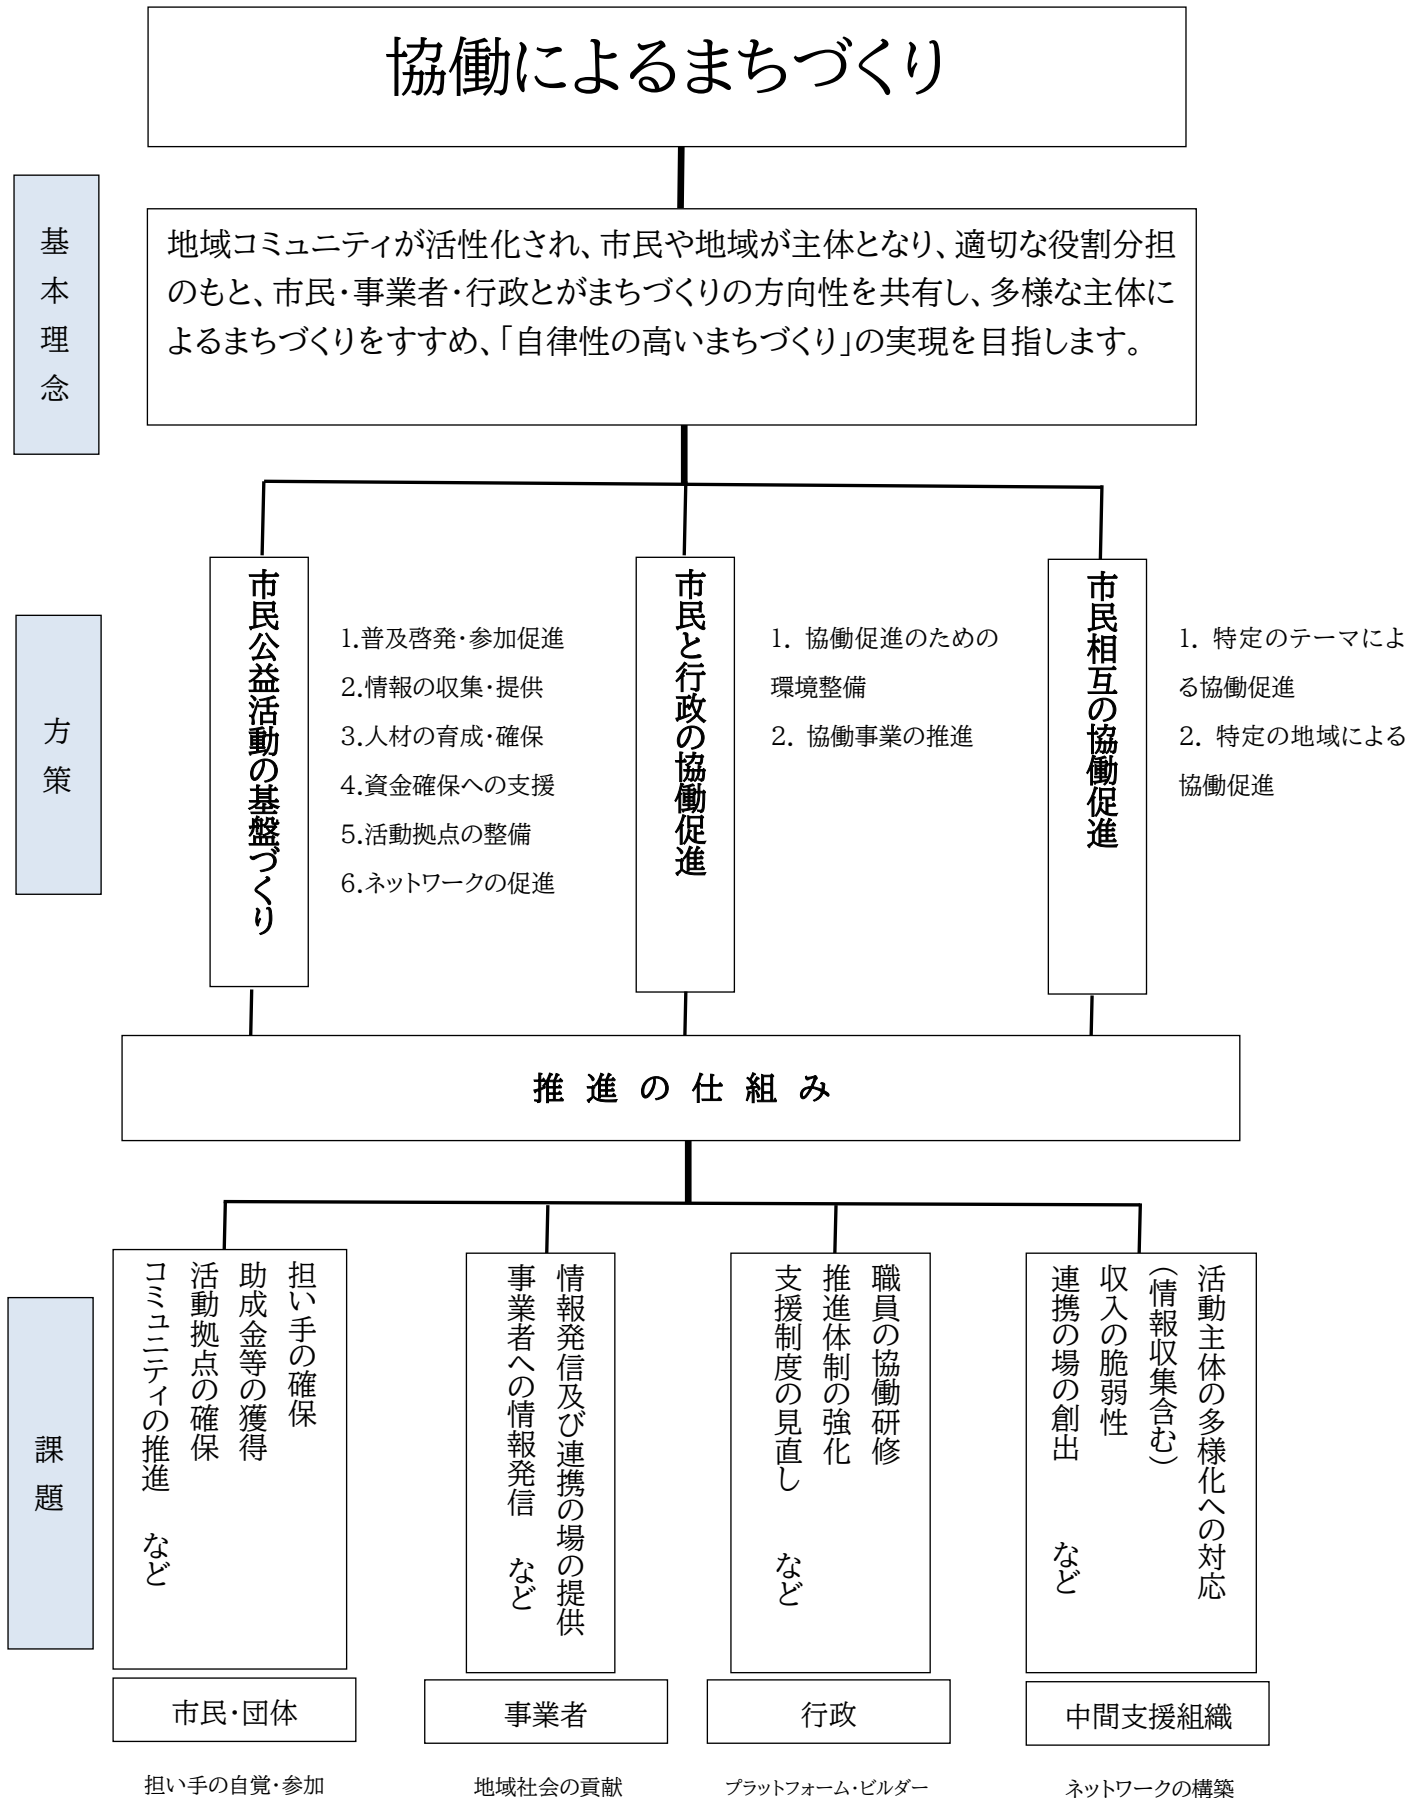 協働によるまちづくり
基本理念
地域コミュニティが活性化され、市民や地域が主体となり、適切な役割分担
のもと、市民・事業者・行政とがまちづくりの方向性を共有し、多様な主体に
よるまちづくりをすすめ、「自律性の高いまちづくり」の実現を目指します。
方策
市民公益活動の基盤づくり
1.普及啓発・参加促進
2.情報の収集・提供
3.人材の育成・確保
4.資金確保への支援
5.活動拠点の整備
6.ネットワークの促進
市民と行政の協働促進
1. 協働促進のための
環境整備
2. 協働事業の推進
市民相互の協働促進
1. 特定のテーマによ
る協働促進
2. 特定の地域による
協働促進
推進の仕組み
課題
担い手の確保
助成金等の獲得
活動拠点の確保
コミュニティの推進 など
市民・団体
担い手の自覚・参加
情報発信及び連携の場の提供
事業者への情報発信 など
事業者
地域社会の貢献
職員の協働研修
推進体制の強化
支援制度の見直し など
行政
プラットフォーム・ビルダー
活動主体の多様化への対応
(情報収集含む)
収入の脆弱性
連携の場の創出 など
中間支援組織
ネットワークの構築